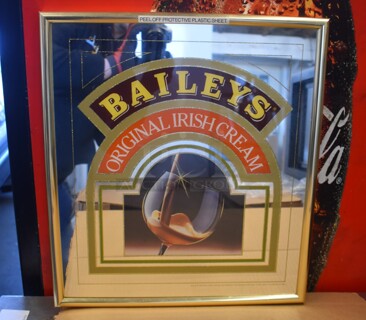 PEEL OFF PROTECTIVE PLASTIC SHEET
BAILEYS
ORIGINAL IRISH CREAM